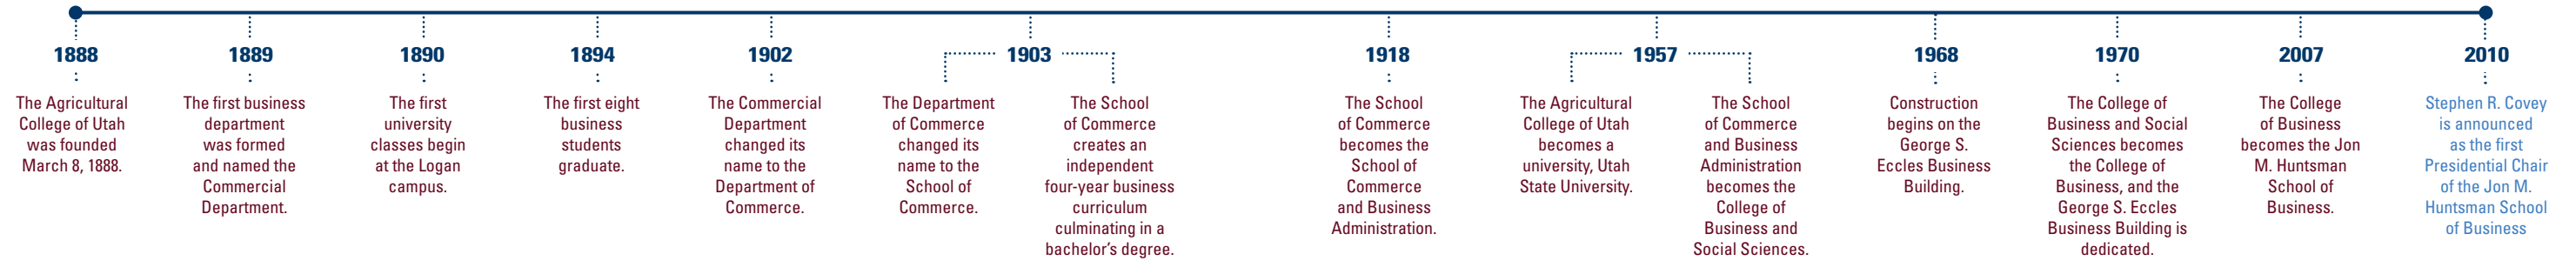 1888
The Agricultural
College of Utah
was founded
March 8, 1888.
1889
The first business
department
was formed
and named the
Commercial
Department.
1890
The first
university
classes begin
at the Logan
campus.
1894
The first eight
business
students
graduate.
1902
The Commercial
Department
changed its
name to the
Department of
Commerce.
1903
The Department
of Commerce
changed its
name to the
School of
Commerce.
The School
of Commerce
creates an
independent
four-year business
curriculum
culminating in a
bachelor’s degree.
1918
The School
of Commerce
becomes the
School of
Commerce
and Business
Administration.
1957
The Agricultural
College of Utah
becomes a
university, Utah
State University.
The School
of Commerce
and Business
Administration
becomes the
College of
Business and
Social Sciences.
1968
Construction
begins on the
George S.
Eccles Business
Building.
1970
The College of
Business and Social
Sciences becomes
the College of
Business, and the
George S. Eccles
Business Building is
dedicated.
2007
The College
of Business
becomes the Jon
M. Huntsman
School of
Business.
2010
Stephen R. Covey
is announced
as the first
Presidential Chair
of the Jon M.
Huntsman School
of Business